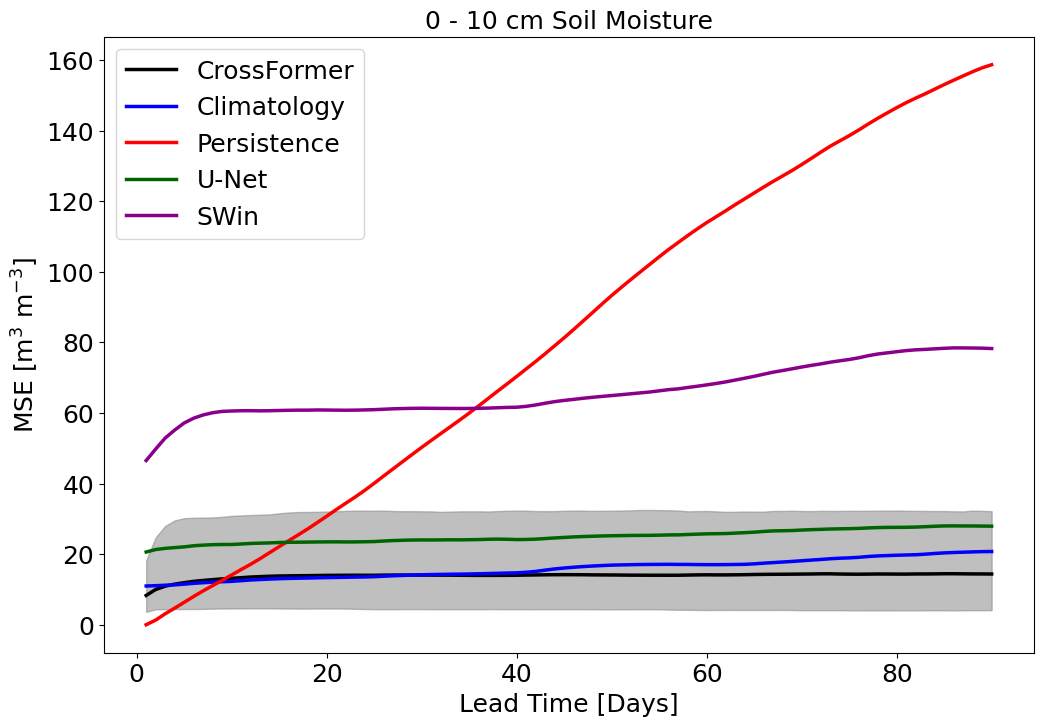 0 - 10 cm Soil Moisture
MSE [m³ m⁻³]
160
140
120
100
80
60
40
20
0
CrossFormer
Climatology
Persistence
U-Net
SWin
0 20 40 60 80
Lead Time [Days]